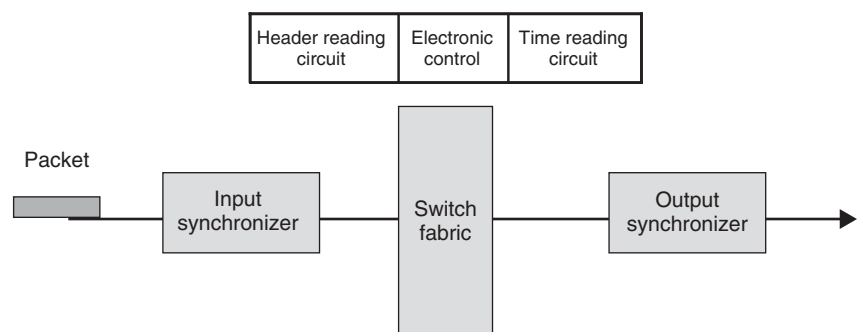 Header reading
circuit
Electronic
control
Time reading
circuit
Packet
Input
synchronizer
Switch
fabric
Output
synchronizer